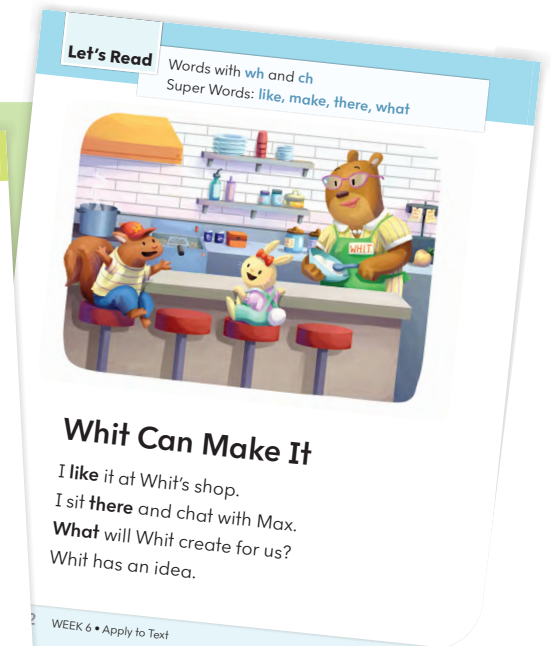 Let's Read
Words with wh and ch
Super Words: like, make, there, what
WHIT
Whit Can Make It
I like it at Whit's shop.
I sit there and chat with Max.
What will Whit create for us?
Whit has an idea.
2 WEEK 6 • Apply to Text